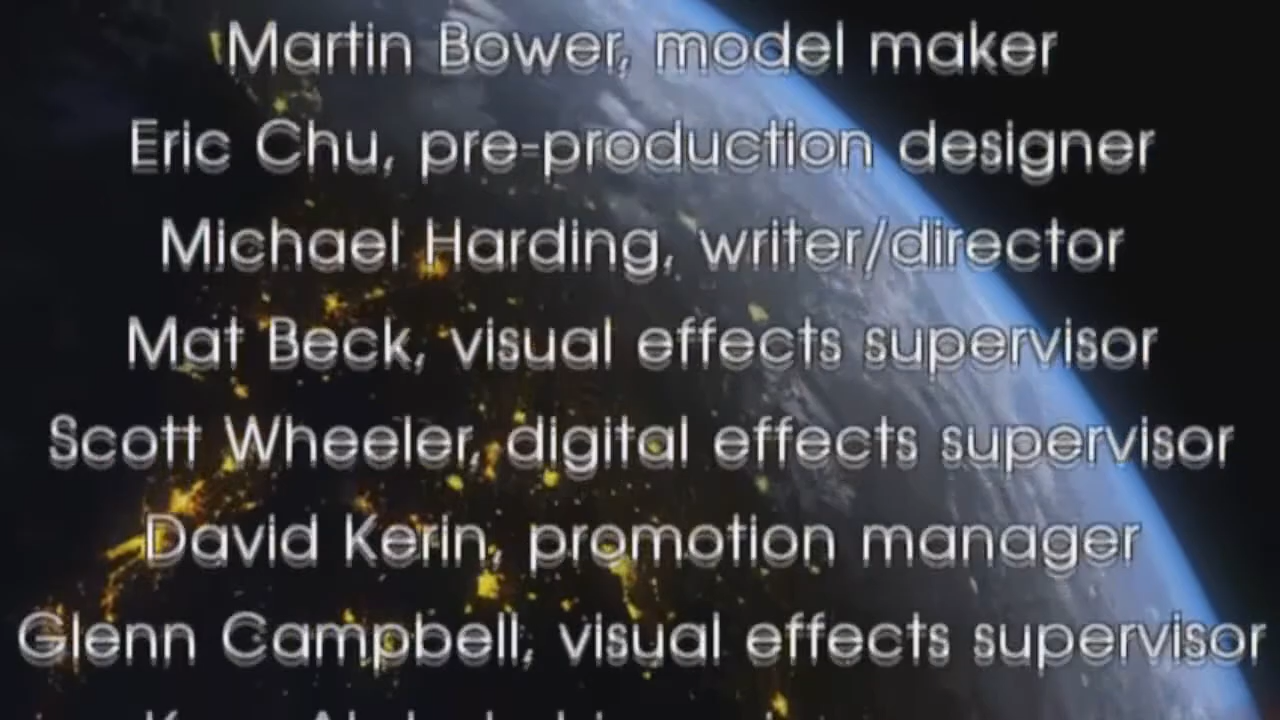 Martin Bower, model maker
Eric Chu, pre-production designer
Michael Harding, writer/director
Mat Beck, visual effects supervisor
Scott Wheeler, digital effects supervisor
David Kerin, promotion manager
Glenn Campbell, visual effects supervisor